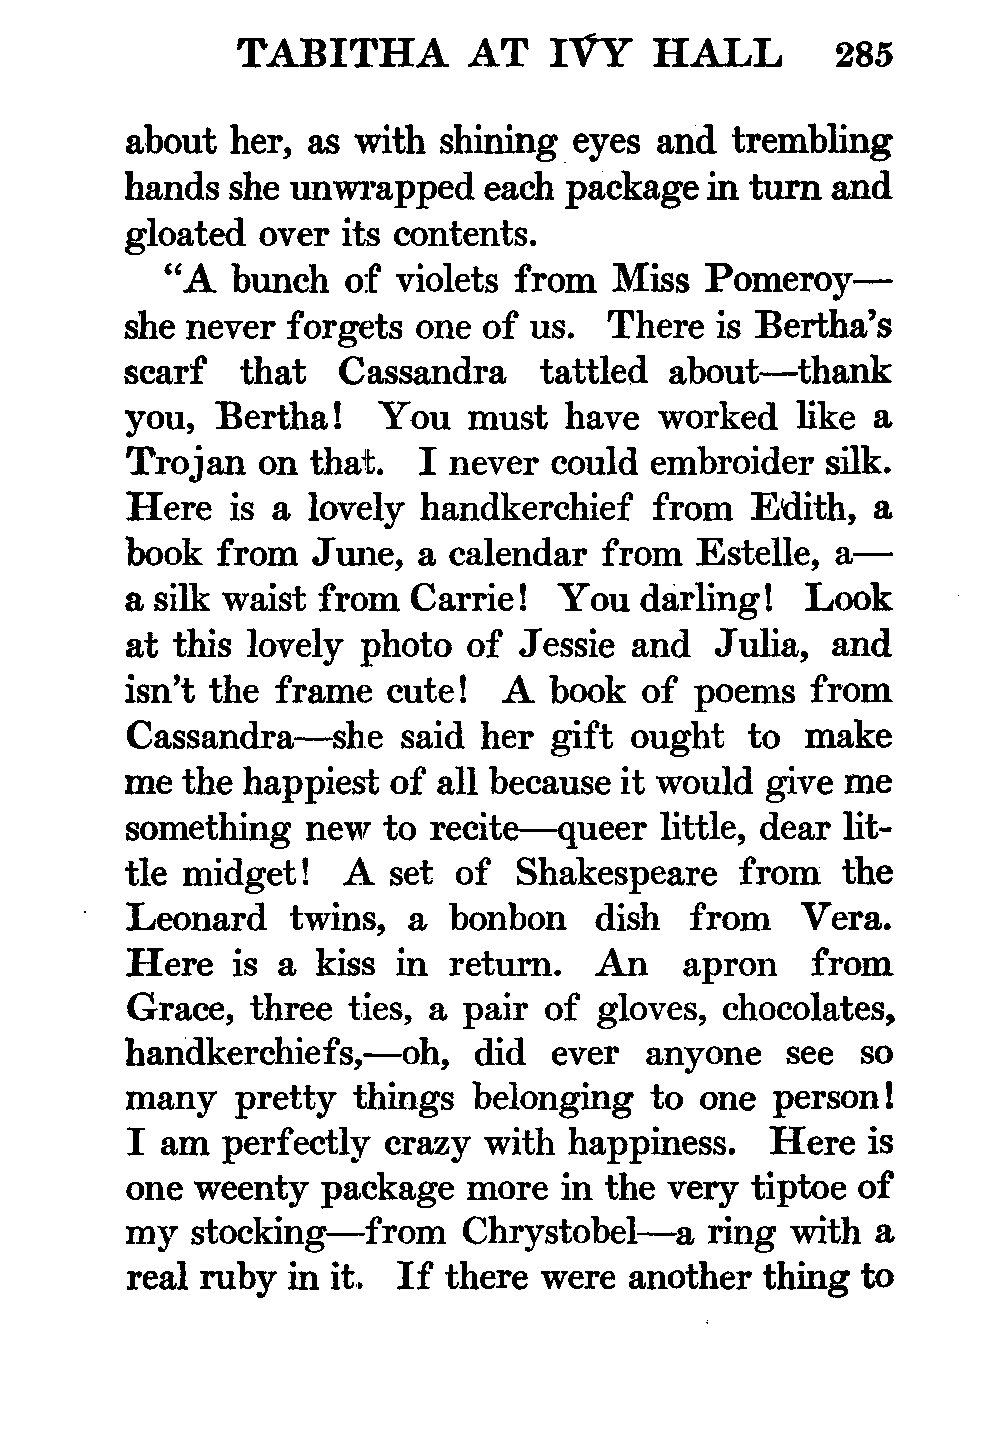 TABITHA AT IVY HALL 285
about her, as with shining eyes and trembling
hands she unwrapped each package in turn and
gloated over its contents.
"A bunch of violets from Miss Pomeroy—
she never forgets one of us. There is Bertha's
scarf that Cassandra tattled about—thank
you, Bertha! You must have worked like a
Trojan on that. I never could embroider silk.
Here is a lovely handkerchief from Edith, a
book from June, a calendar from Estelle, a—
a silk waist from Carrie! You darling! Look
at this lovely photo of Jessie and Julia, and
isn't the frame cute! A book of poems from
Cassandra—she said her gift ought to make
me the happiest of all because it would give me
something new to recite—queer little, dear lit-
tle midget! A set of Shakespeare from the
Leonard twins, a bonbon dish from Vera.
Here is a kiss in return. An apron from
Grace, three ties, a pair of gloves, chocolates,
handkerchiefs,—oh, did ever anyone see so
many pretty things belonging to one person!
I am perfectly crazy with happiness. Here is
one weenty package more in the very tiptoe of
my stocking—from Chrystobel—a ring with a
real ruby in it. If there were another thing to